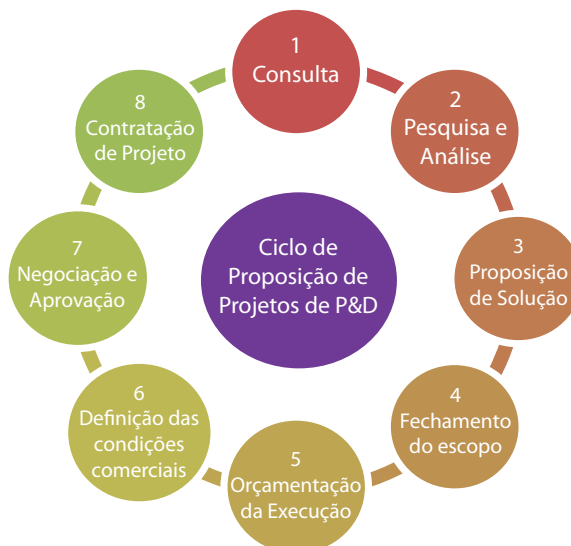 1
Consulta
2
Pesquisa e
Análise
3
Proposição
de Solução
4
Fechamento
do escopo
5
Orçamentação
da Execução
6
Definição das
condições
comerciais
7
Negociação e
Aprovação
8
Contratação
de Projeto
Ciclo de
Proposição de
Projetos de P&D